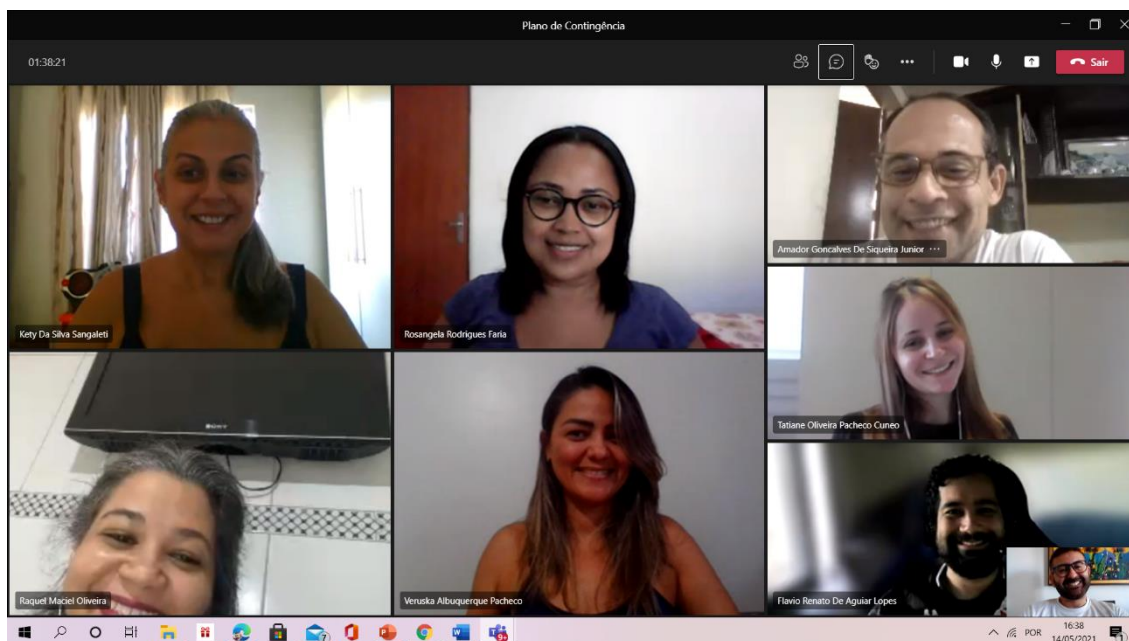 Plano de Contingência
01:38:21
Sair
Kety Da Silva Sangaleti
Rosangela Rodrigues Faria
Amador Goncalves De Siqueira Junior
Tatiane Oliveira Pacheco Cuneo
SONY
Raquel Maciel Oliveira
Veruska Albuquerque Pacheco
Flavio Renato De Aguiar Lopes
POR
16:38
14/05/2021